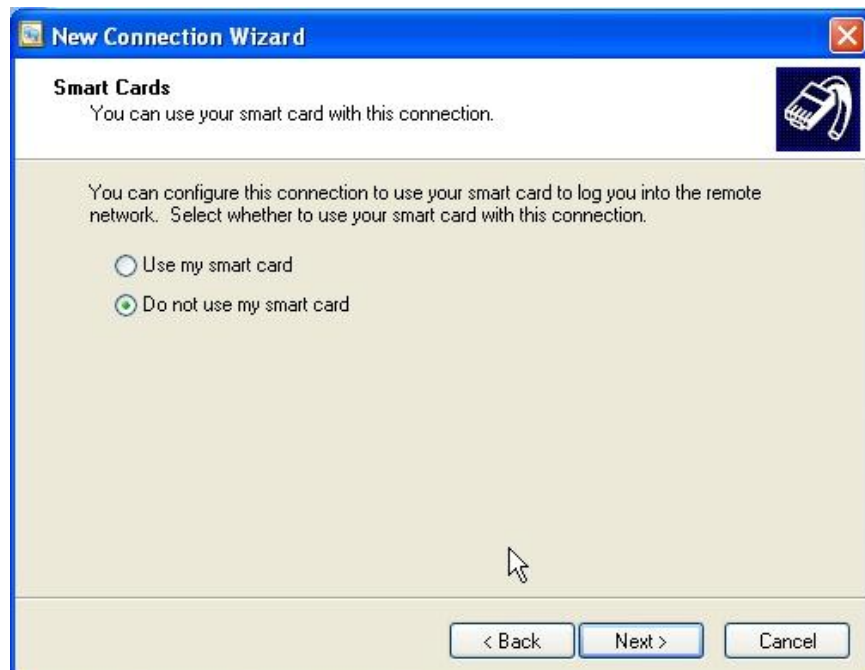 New Connection Wizard
Smart Cards
You can use your smart card with this connection.
You can configure this connection to use your smart card to log you into the remote
network.  Select whether to use your smart card with this connection.
Use my smart card
Do not use my smart card
< Back
Next >
Cancel